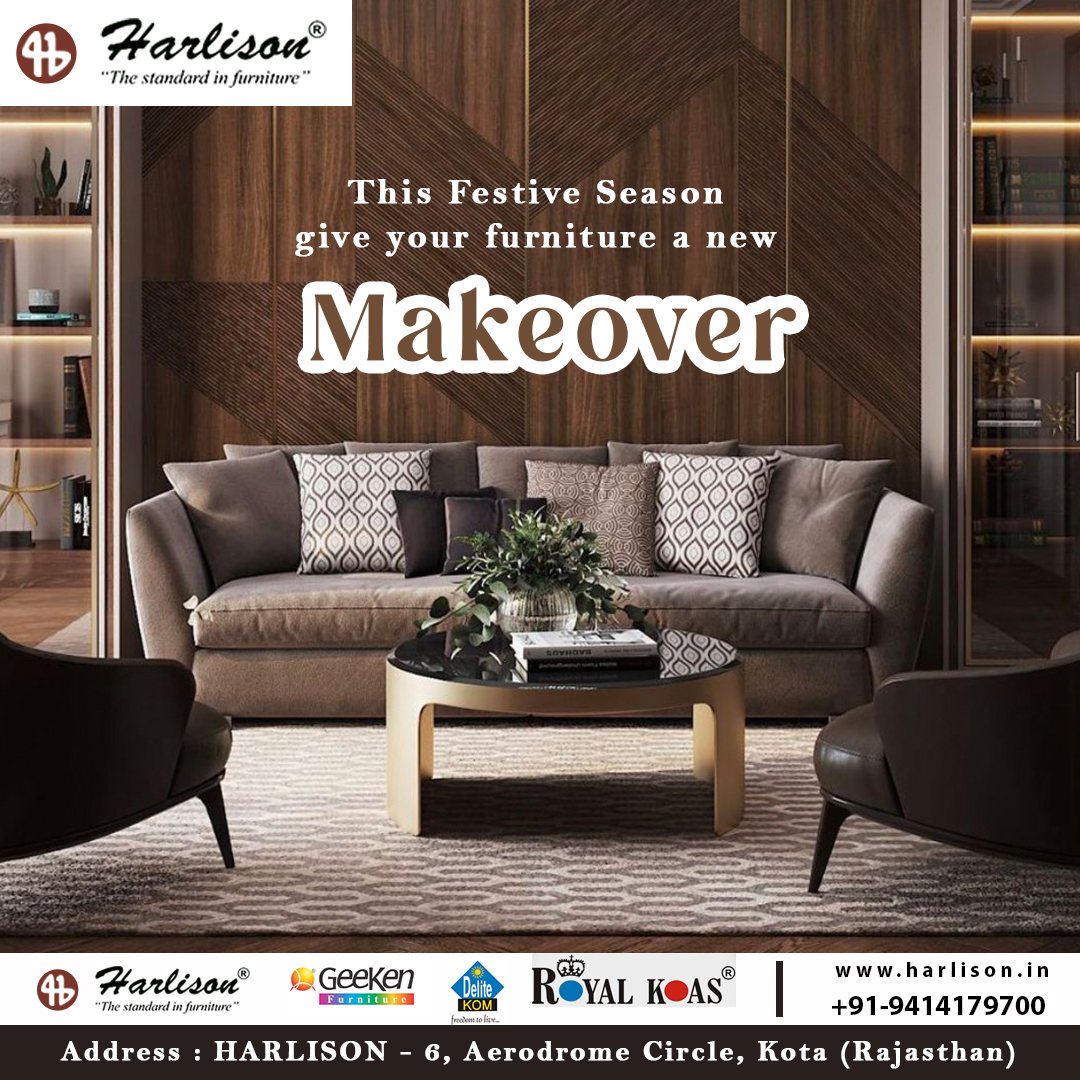 Harlison®
"The standard in furniture"
This Festive Season
give your furniture a new
Makeover
BAUHAUS
Harlison®
"The standard in furniture"
GeeKen
Furniture
Delite
KOM
freedom to live...
ROYAL KOAS®
www.harlison.in
+91-9414179700
Address : HARLISON - 6, Aerodrome Circle, Kota (Rajasthan)